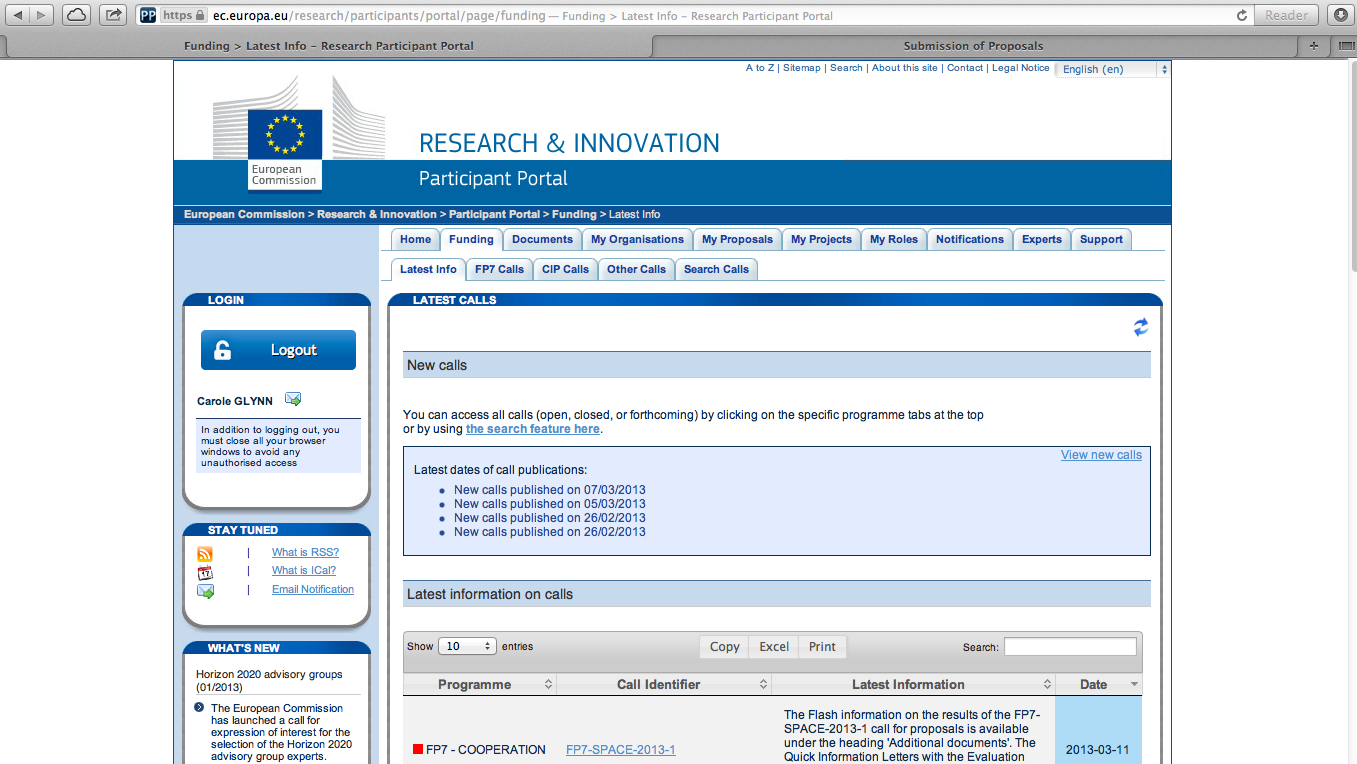 PP https ec.europa.eu/research/participants/portal/page/funding — Funding > Latest Info – Research Participant Portal Reader
Funding > Latest Info – Research Participant Portal Submission of Proposals +
A to Z | Sitemap | Search | About this site | Contact | Legal Notice English (en)
RESEARCH & INNOVATION
European
Commission
Participant Portal
European Commission > Research & Innovation > Participant Portal > Funding > Latest Info
Home Funding Documents My Organisations My Proposals My Projects My Roles Notifications Experts Support
Latest Info FP7 Calls CIP Calls Other Calls Search Calls
LOGIN
Logout
Carole GLYNN
In addition to logging out, you
must close all your browser
windows to avoid any
unauthorised access
STAY TUNED
| What is RSS?
17 | What is ICal?
| Email Notification
WHAT'S NEW
Horizon 2020 advisory groups
(01/2013)
The European Commission
has launched a call for
expression of interest for the
selection of the Horizon 2020
advisory group experts.
LATEST CALLS
New calls
You can access all calls (open, closed, or forthcoming) by clicking on the specific programme tabs at the top
or by using the search feature here.
View new calls
Latest dates of call publications:
• New calls published on 07/03/2013
• New calls published on 05/03/2013
• New calls published on 26/02/2013
• New calls published on 26/02/2013
Latest information on calls
Show 10 entries Copy Excel Print Search:
Programme Call Identifier Latest Information Date
FP7 - COOPERATION FP7-SPACE-2013-1
The Flash information on the results of the FP7-
SPACE-2013-1 call for proposals is available
under the heading 'Additional documents'. The
Quick Information Letters with the Evaluation
2013-03-11